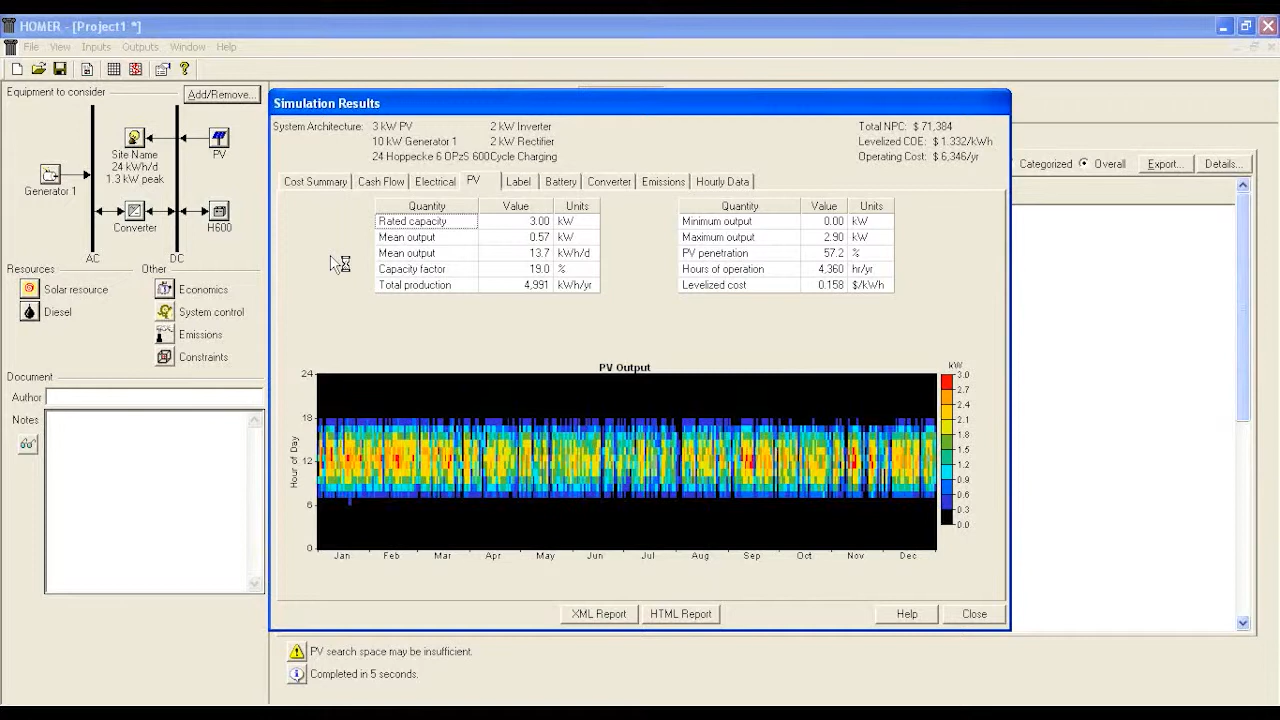 HOMER - [Project1 *]
File View Inputs Outputs Window Help
Equipment to consider Add/Remove...
Generator 1
Site Name
24 kWh/d
1.3 kW peak
PV
Converter
H600
AC DC
Resources Other
Solar resource Economics
Diesel System control
Emissions
Constraints
Document
Author
Notes
Simulation Results
System Architecture: 3 kW PV 2 kW Inverter
10 kW Generator 1 2 kW Rectifier
24 Hoppecke 6 OPzS 600Cycle Charging
Total NPC: $ 71,384
Levelized COE: $ 1.332/kWh
Operating Cost: $ 6,346/yr
Cost Summary Cash Flow Electrical PV Label Battery Converter Emissions Hourly Data
Quantity Value Units
Rated capacity 3.00 kW
Mean output 0.57 kW
Mean output 13.7 kWh/d
Capacity factor 19.0 %
Total production 4,991 kWh/yr
Quantity Value Units
Minimum output 0.00 kW
Maximum output 2.90 kW
PV penetration 57.2 %
Hours of operation 4,360 hr/yr
Levelized cost 0.158 $/kWh
PV Output
Hour of Day
24
18
12
6
0
Jan Feb Mar Apr May Jun Jul Aug Sep Oct Nov Dec
kW
3.0
2.7
2.4
2.1
1.8
1.5
1.2
0.9
0.6
0.3
0.0
XML Report HTML Report Help Close
Categorized Overall Export... Details...
PV search space may be insufficient.
Completed in 5 seconds.